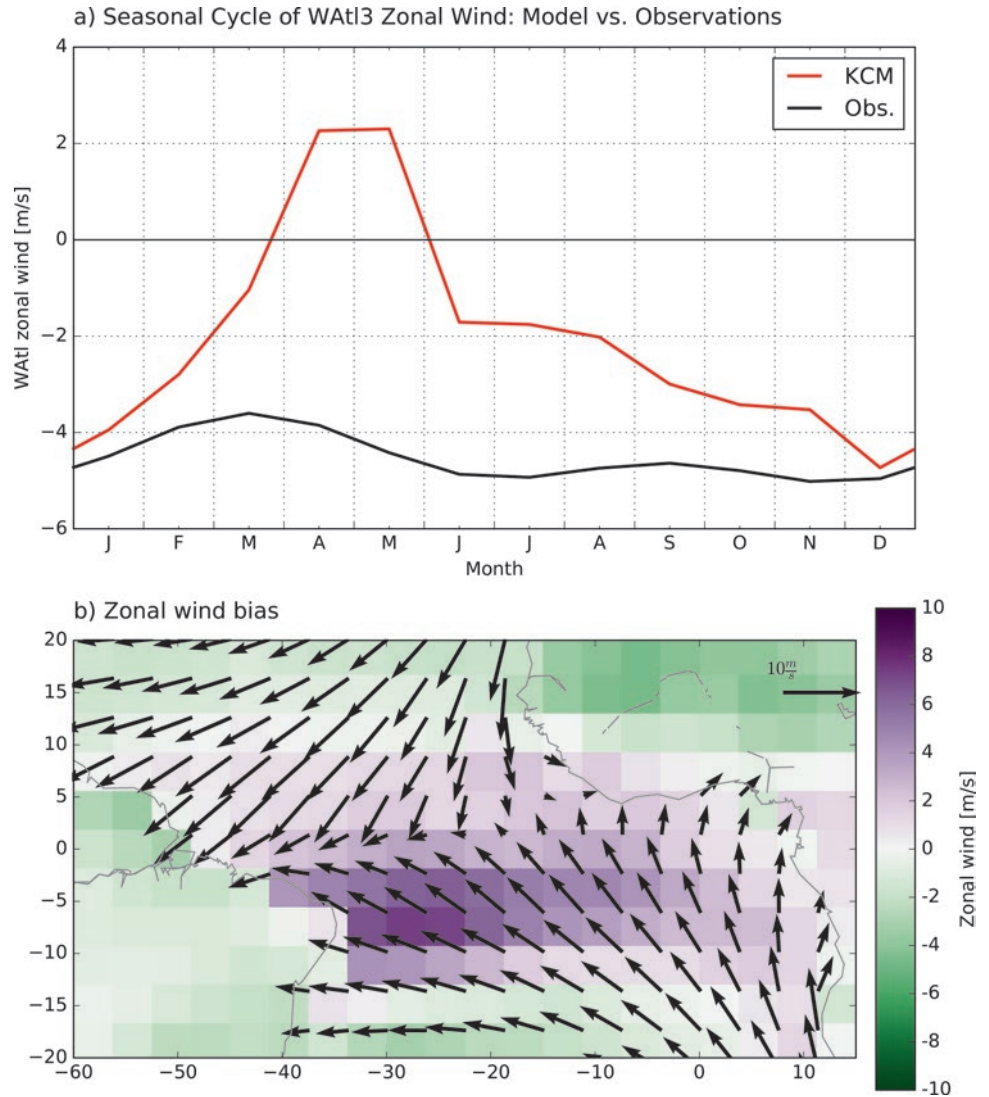 a) Seasonal Cycle of WAtl3 Zonal Wind: Model vs. Observations
4
2
0
−2
−4
−6
WAtl zonal wind [m/s]
KCM
Obs.
J F M A M J J A S O N D
Month
b) Zonal wind bias
20
15
10
5
0
−5
−10
−15
−20
−60 −50 −40 −30 −20 −10 0 10
10 m/s
10
8
6
4
2
0
-2
-4
-6
-8
-10
Zonal wind [m/s]